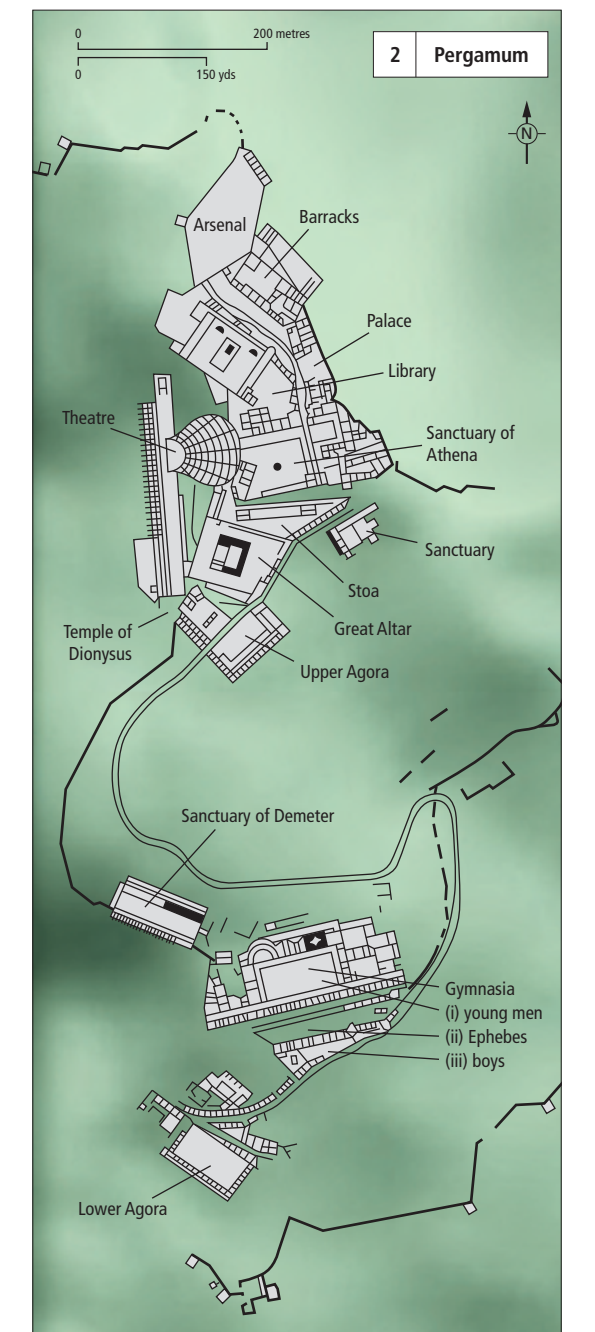 0 200 metres
0 150 yds
2 Pergamum
N
Arsenal
Barracks
Palace
Library
Theatre
Sanctuary of
Athena
Sanctuary
Stoa
Great Altar
Temple of
Dionysus
Upper Agora
Sanctuary of Demeter
Gymnasia
(i) young men
(ii) Ephebes
(iii) boys
Lower Agora